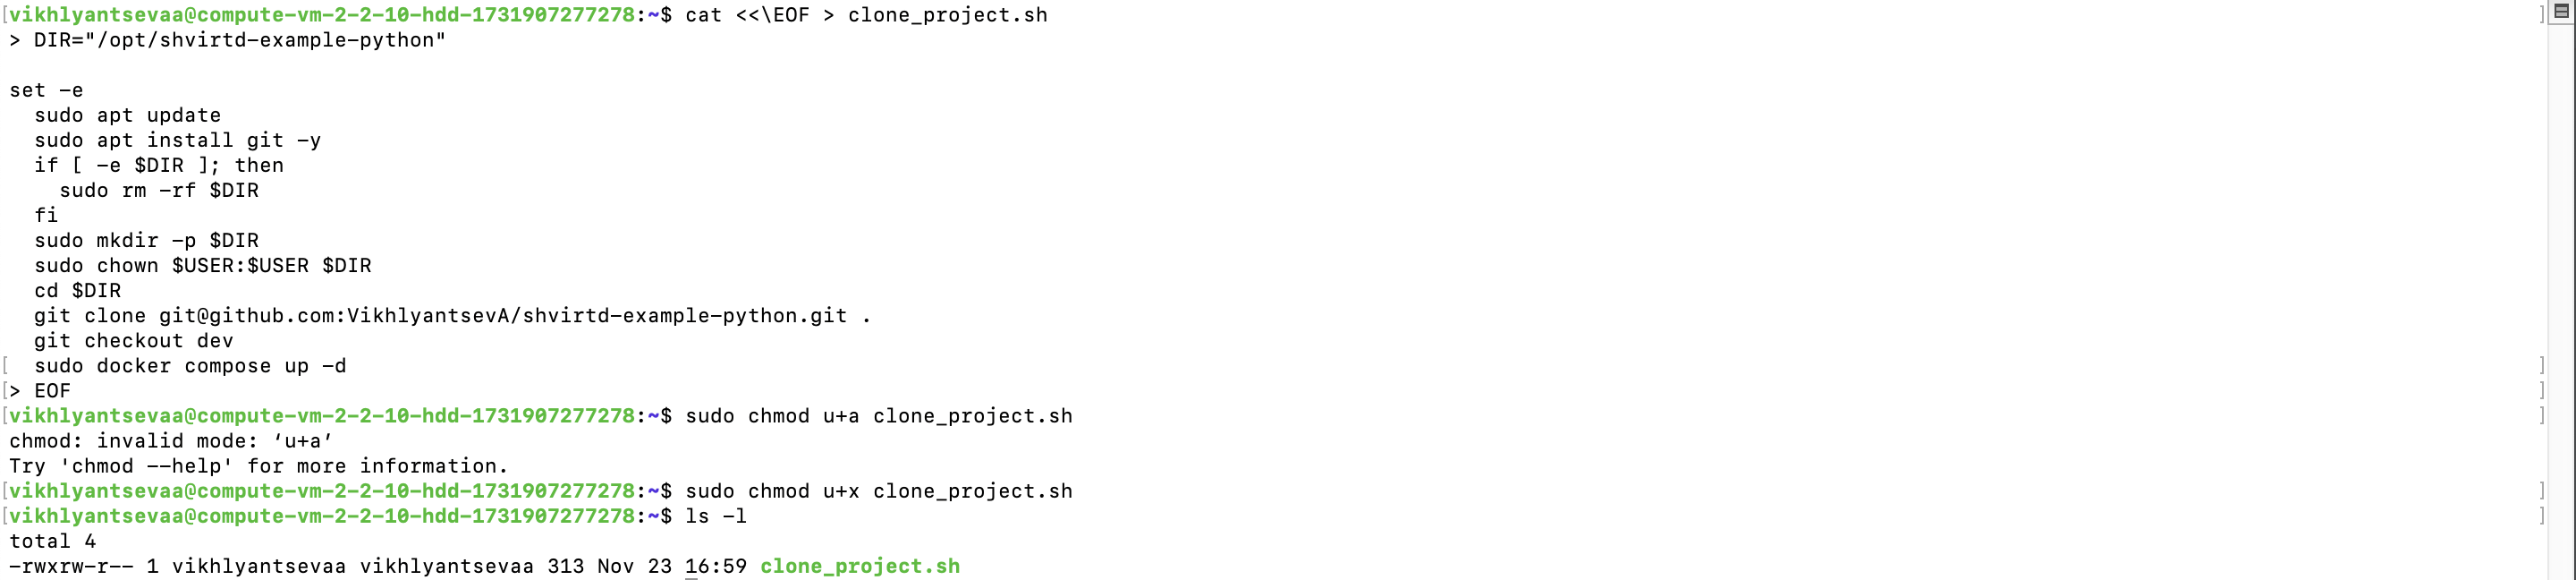 [vikhlyantsevaa@compute-vm-2-2-10-hdd-1731907277278:~$ cat <<\EOF > clone_project.sh ]
> DIR="/opt/shvirtd-example-python"

set -e
  sudo apt update
  sudo apt install git -y
  if [ -e $DIR ]; then
    sudo rm -rf $DIR
  fi
  sudo mkdir -p $DIR
  sudo chown $USER:$USER $DIR
  cd $DIR
  git clone git@github.com:VikhlyantsevA/shvirtd-example-python.git .
  git checkout dev
[  sudo docker compose up -d ]
[> EOF ]
[vikhlyantsevaa@compute-vm-2-2-10-hdd-1731907277278:~$ sudo chmod u+a clone_project.sh ]
chmod: invalid mode: ‘u+a’
Try 'chmod --help' for more information.
[vikhlyantsevaa@compute-vm-2-2-10-hdd-1731907277278:~$ sudo chmod u+x clone_project.sh ]
[vikhlyantsevaa@compute-vm-2-2-10-hdd-1731907277278:~$ ls -l ]
total 4
-rwxrw-r-- 1 vikhlyantsevaa vikhlyantsevaa 313 Nov 23 16:59 clone_project.sh